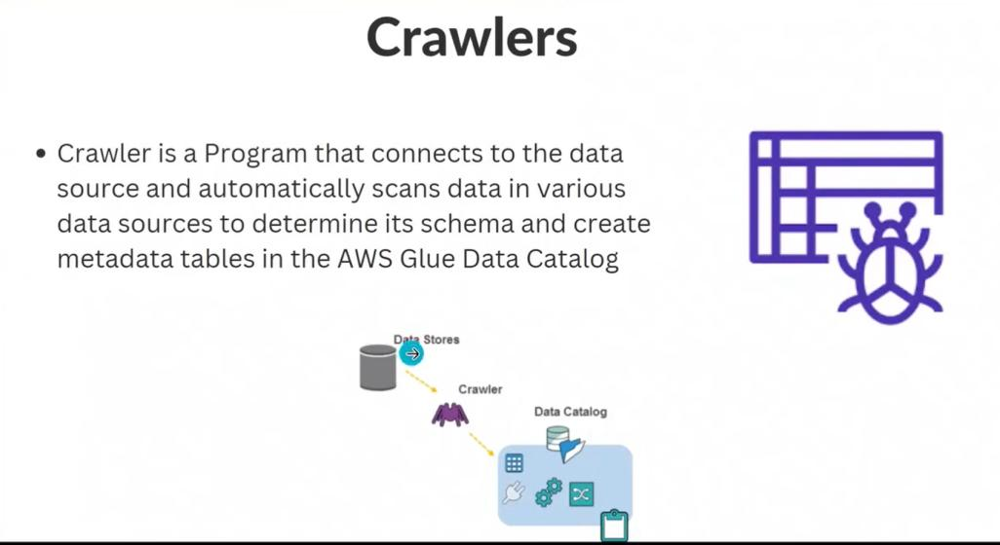 Crawlers
• Crawler is a Program that connects to the data
source and automatically scans data in various
data sources to determine its schema and create
metadata tables in the AWS Glue Data Catalog
Data Stores
Crawler
Data Catalog